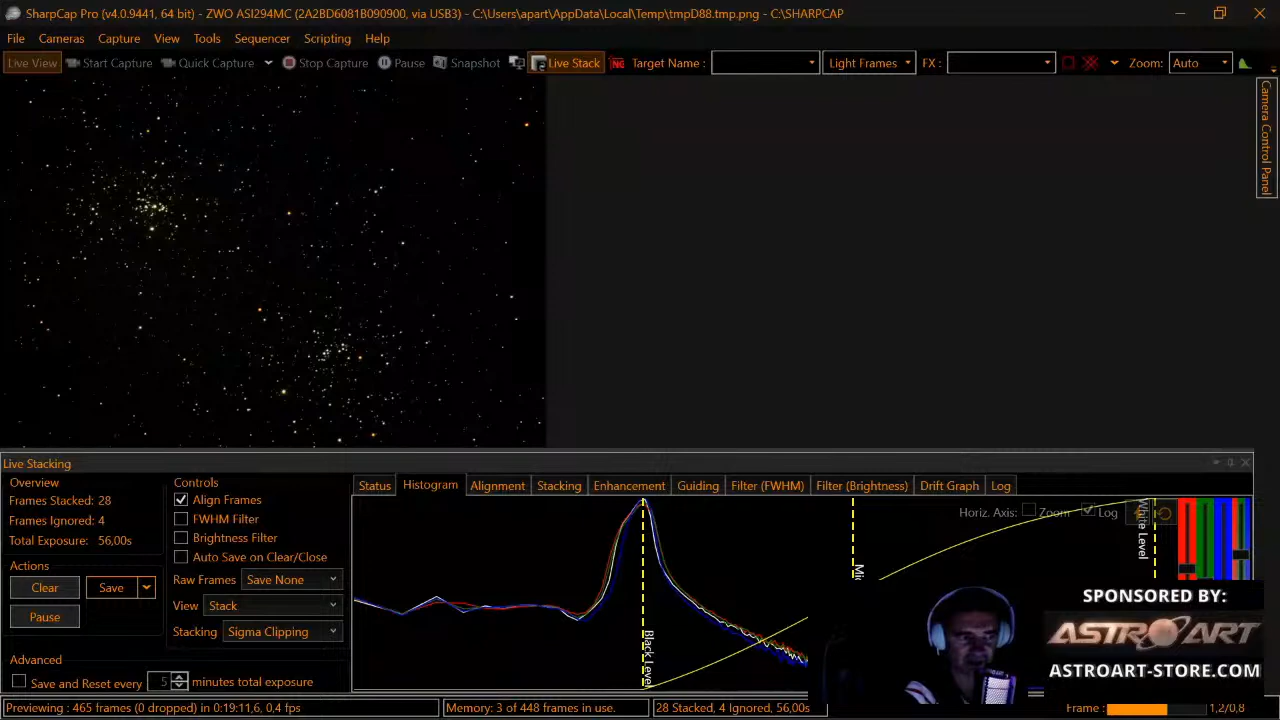 SharpCap Pro (v4.0.9441, 64 bit) - ZWO ASI294MC (2A2BD6081B090900, via USB3) - C:\Users\apart\AppData\Local\Temp\tmpD88.tmp.png - C:\SHARPCAP
File Cameras Capture View Tools Sequencer Scripting Help
Live View Start Capture Quick Capture Stop Capture Pause Snapshot Live Stack NG Target Name : Light Frames FX : Zoom: Auto
Camera Control Panel
Live Stacking
Overview
Frames Stacked: 28
Frames Ignored: 4
Total Exposure: 56,00s
Actions
Clear Save
Pause
Advanced
Save and Reset every 5 minutes total exposure
Controls
Align Frames
FWHM Filter
Brightness Filter
Auto Save on Clear/Close
Raw Frames Save None
View Stack
Stacking Sigma Clipping
Status Histogram Alignment Stacking Enhancement Guiding Filter (FWHM) Filter (Brightness) Drift Graph Log
Horiz. Axis: Zoom Log
Black Level
White Level
SPONSORED BY:
ASTROART
ASTROART-STORE.COM
Previewing : 465 frames (0 dropped) in 0:19:11,6, 0,4 fps
Memory: 3 of 448 frames in use.
28 Stacked, 4 Ignored, 56,00s
Frame : 1,2/0,8